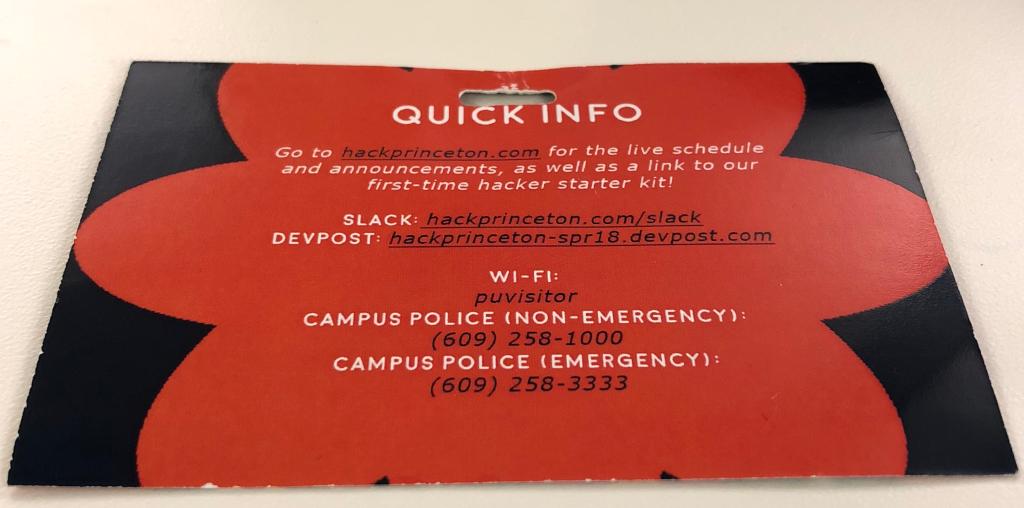 QUICK INFO
Go to hackprinceton.com for the live schedule
and announcements, as well as a link to our
first-time hacker starter kit!
SLACK: hackprinceton.com/slack
DEVPOST: hackprinceton-spr18.devpost.com
WI-FI:
puvisitor
CAMPUS POLICE (NON-EMERGENCY):
(609) 258-1000
CAMPUS POLICE (EMERGENCY):
(609) 258-3333